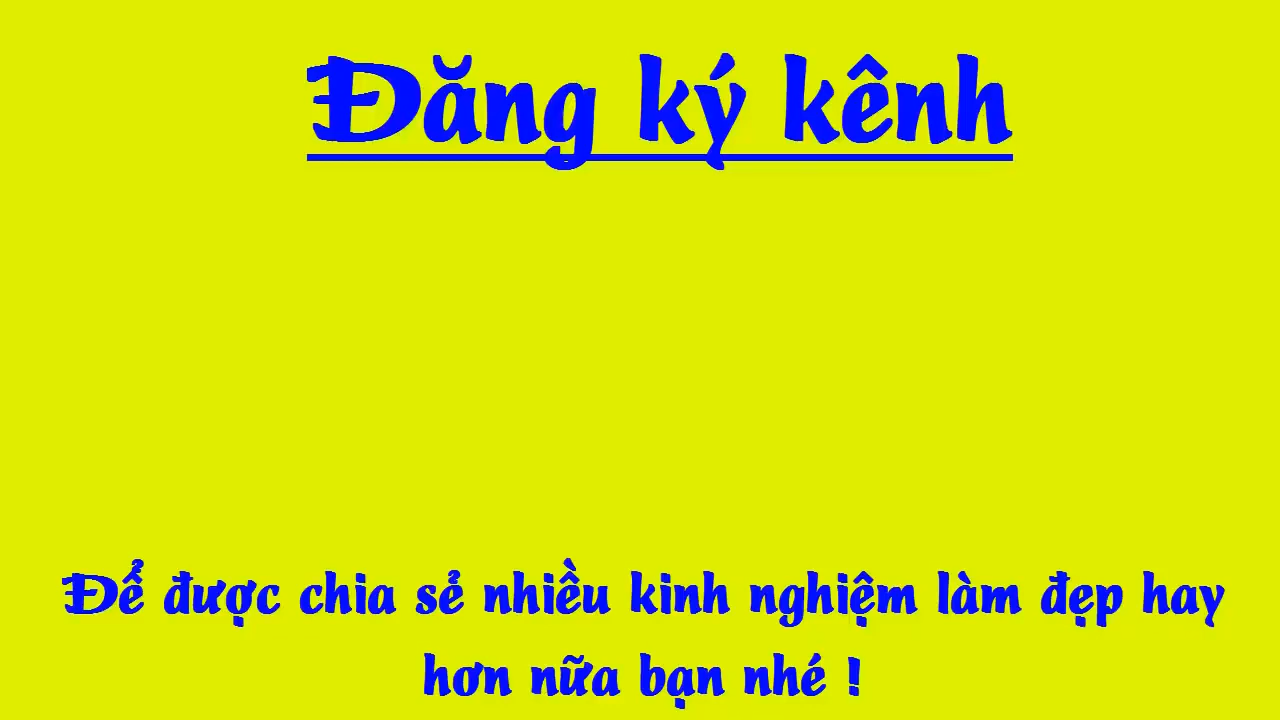 Đăng ký kênh
Để được chia sẻ nhiều kinh nghiệm làm đẹp hay
hơn nữa bạn nhé !